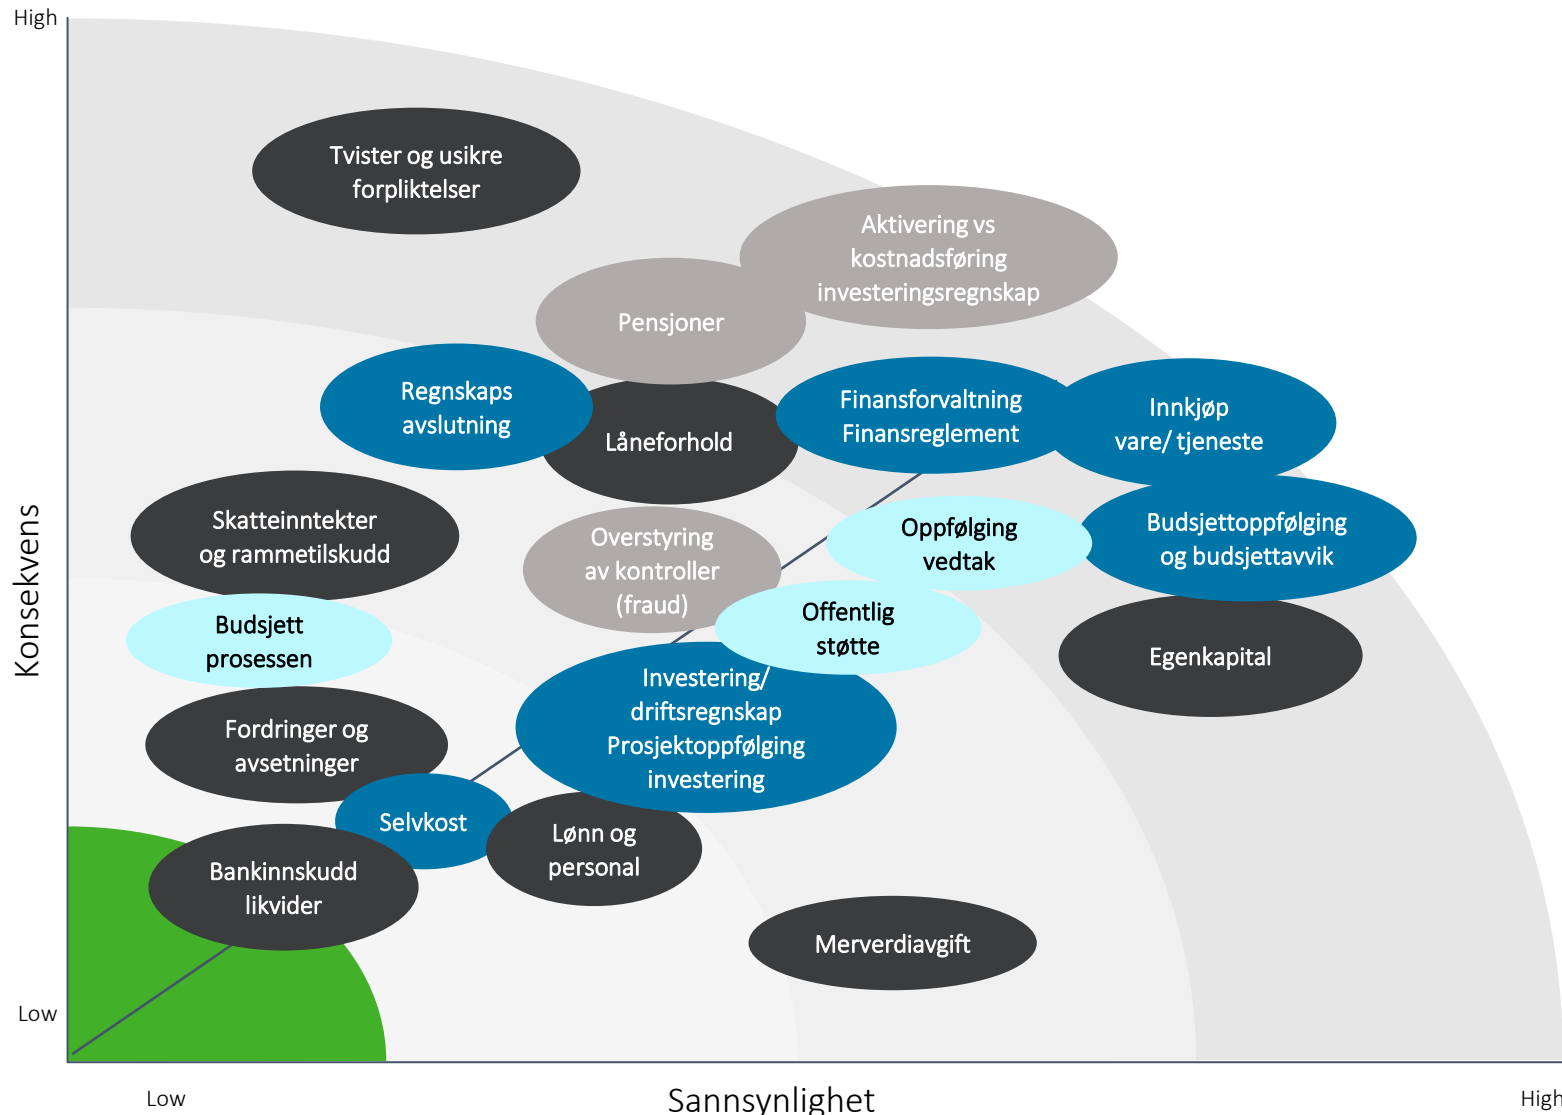 High
Tvister og usikre
forpliktelser
Aktivering vs
kostnadsføring
investeringsregnskap
Pensjoner
Regnskaps
avslutning
Låneforhold
Finansforvaltning
Finansreglement
Innkjøp
vare/ tjeneste
Skatteinntekter
og rammetilskudd
Overstyring
av kontroller
(fraud)
Oppfølging
vedtak
Budsjettoppfølging
og budsjettavvik
Konsekvens
Budsjett
prosessen
Offentlig
støtte
Egenkapital
Fordringer og
avsetninger
Investering/
driftsregnskap
Prosjektoppfølging
investering
Selvkost
Lønn og
personal
Bankinnskudd
likvider
Merverdiavgift
Low
Low
Sannsynlighet
High